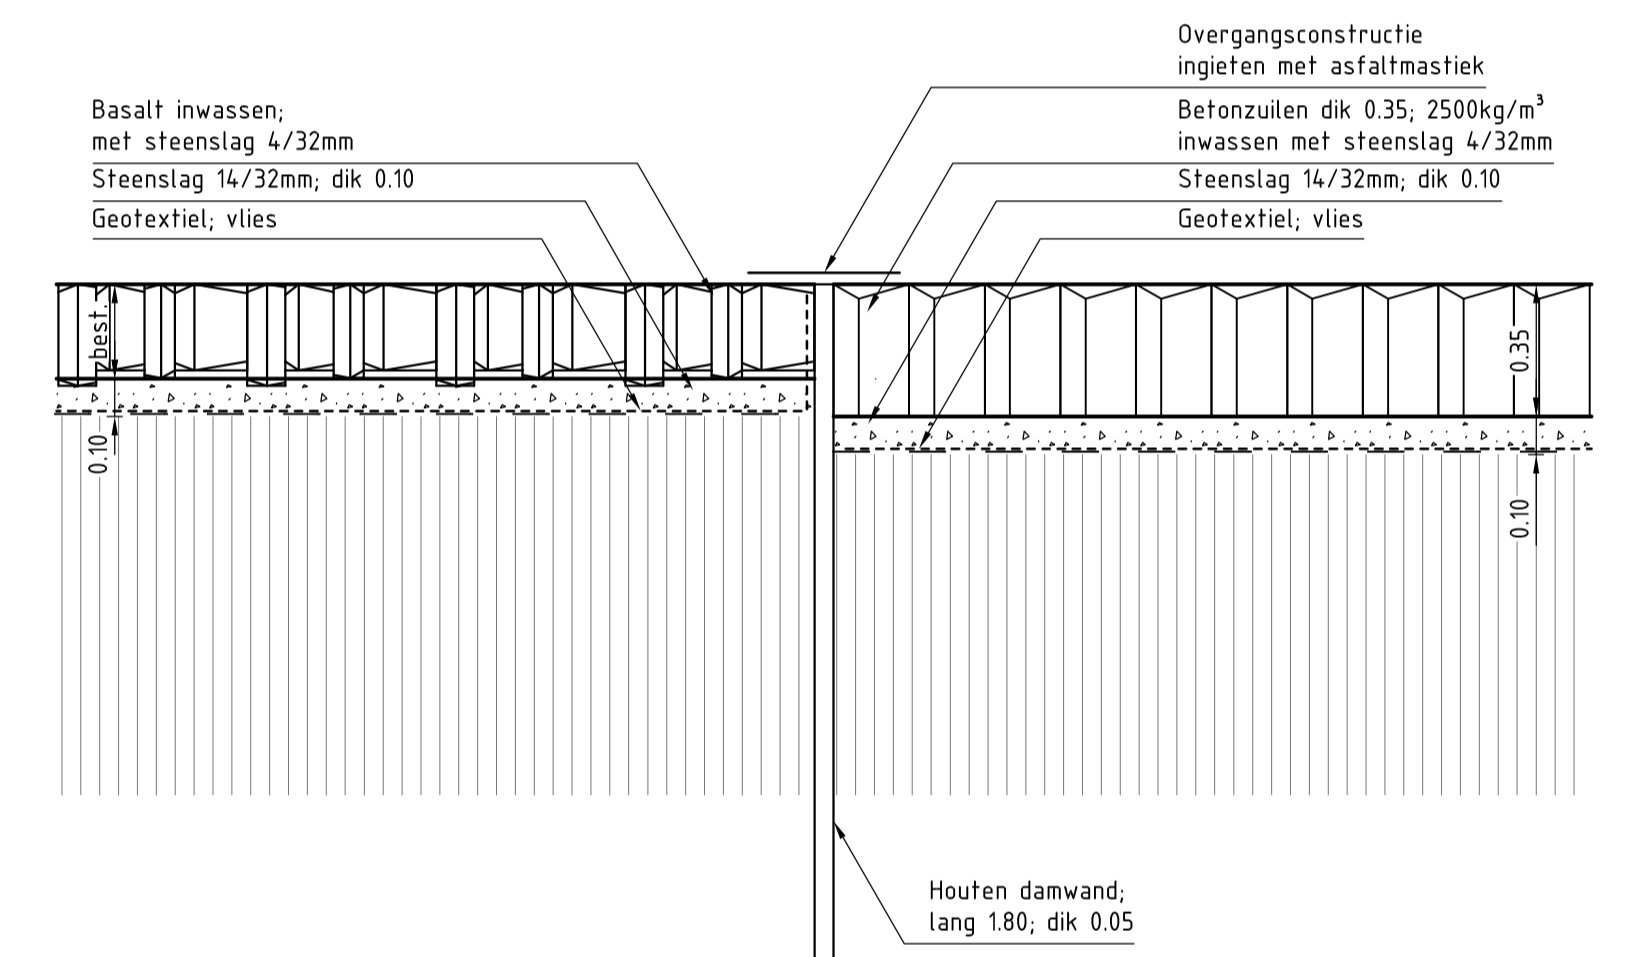 Overgangsconstructie
ingieten met asfaltmastiek
Basalt inwassen;
met steenslag 4/32mm
Steenslag 14/32mm; dik 0.10
Geotextiel; vlies
Betonzuilen dik 0.35; 2500kg/m³
inwassen met steenslag 4/32mm
Steenslag 14/32mm; dik 0.10
Geotextiel; vlies
best.
0.10
0.35
0.10
Houten damwand;
lang 1.80; dik 0.05